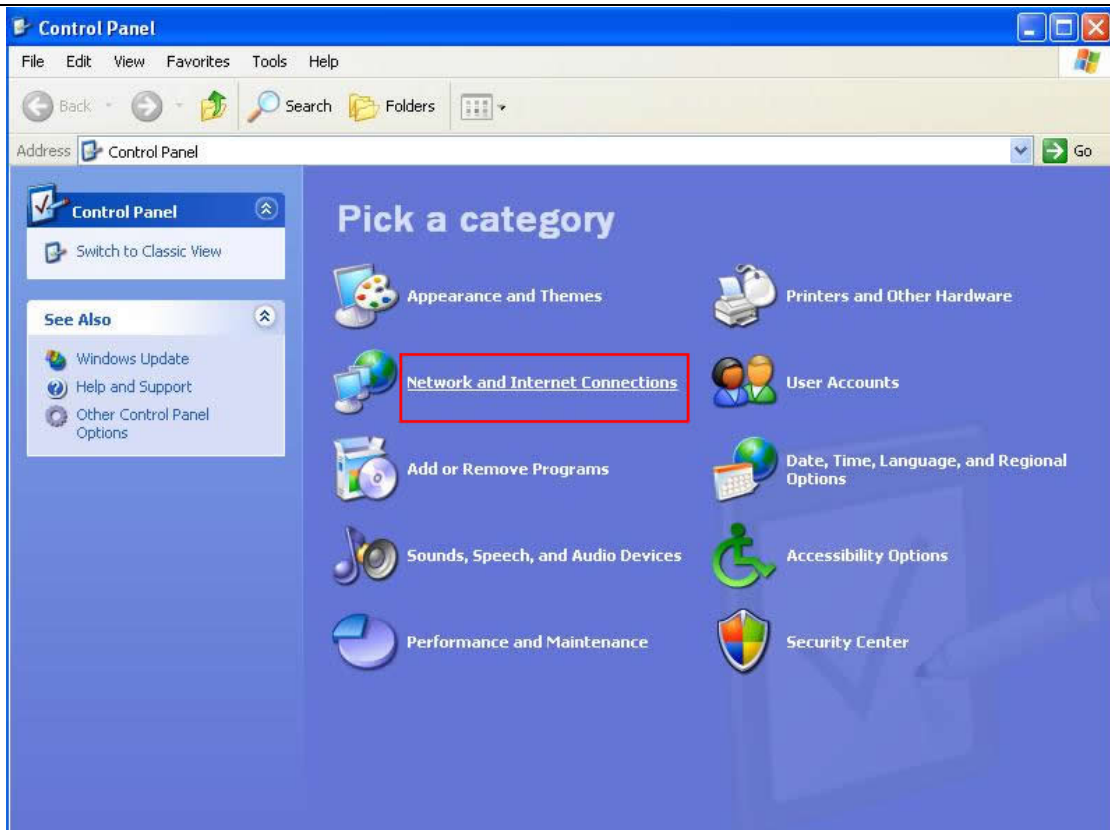 Control Panel
File Edit View Favorites Tools Help
Back Search Folders
Address Control Panel Go
Control Panel
Switch to Classic View
See Also
Windows Update
Help and Support
Other Control Panel
Options
Pick a category
Appearance and Themes
Printers and Other Hardware
Network and Internet Connections
User Accounts
Add or Remove Programs
Date, Time, Language, and Regional
Options
Sounds, Speech, and Audio Devices
Accessibility Options
Performance and Maintenance
Security Center